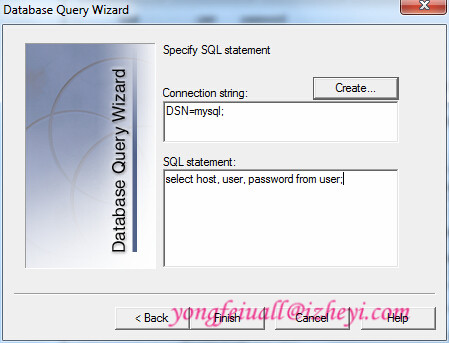 Database Query Wizard
Database Query Wizard
Specify SQL statement
Create...
Connection string:
DSN=mysql;
SQL statement:
select host, user, password from user;
yongfeiuall@izheyi.com
< Back
Finish
Cancel
Help